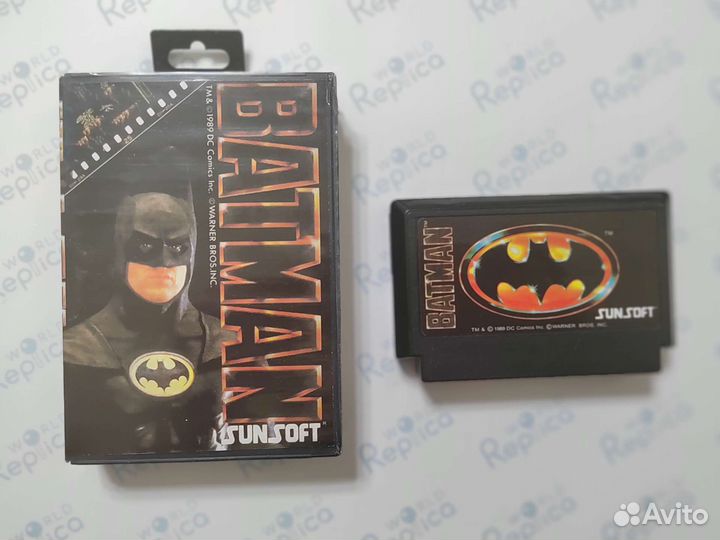 BATMAN
TM & © 1989 DC Comics Inc. © WARNER BROS. INC.
SUNSOFT
BATMAN
TM
SUNSOFT
TM & © 1989 DC Comics Inc. © WARNER BROS. INC.
WORLD
Replica
Avito